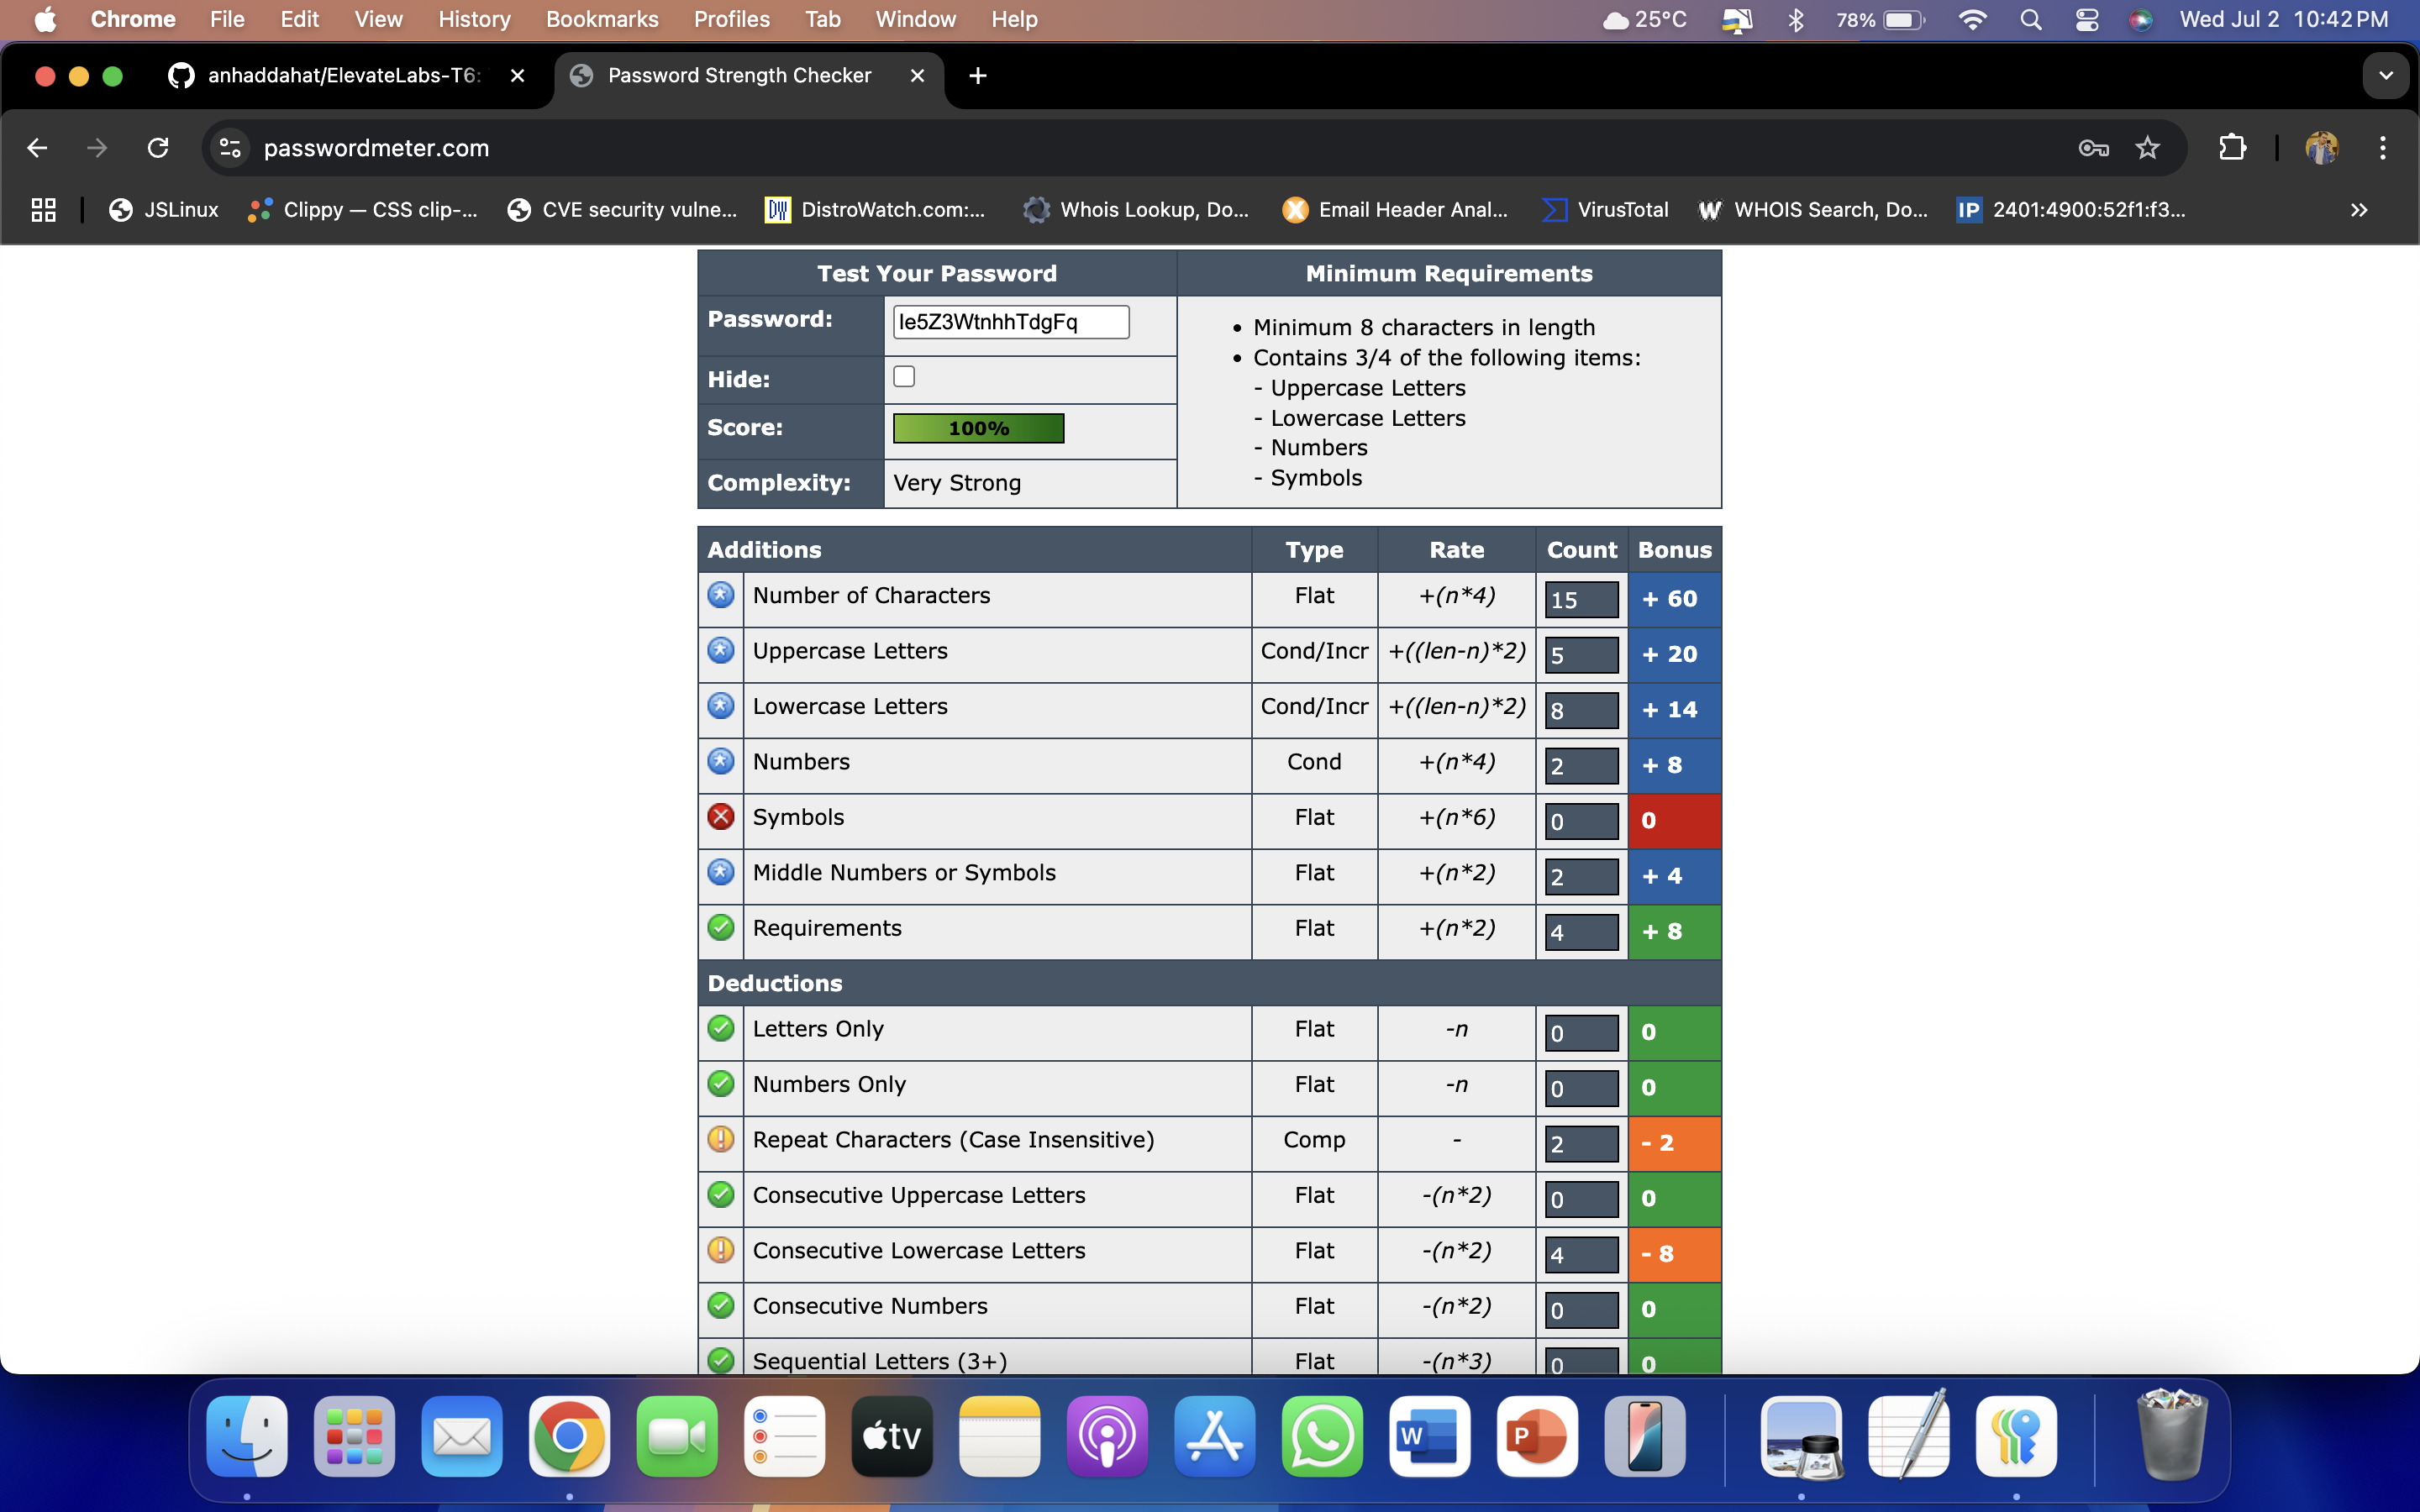 Chrome File Edit View History Bookmarks Profiles Tab Window Help 25°C 78% Wed Jul 2 10:42 PM
anhaddahat/ElevateLabs-T6: Password Strength Checker
passwordmeter.com
JSLinux Clippy — CSS clip-... CVE security vulne... DW DistroWatch.com:... Whois Lookup, Do... Email Header Anal... VirusTotal W WHOIS Search, Do... IP 2401:4900:52f1:f3... »
Test Your Password Minimum Requirements
Password: Ie5Z3WtnhhTdgFq
• Minimum 8 characters in length
• Contains 3/4 of the following items:
Hide:
- Uppercase Letters
- Lowercase Letters
Score: 100%
- Numbers
- Symbols
Complexity: Very Strong
Additions Type Rate Count Bonus
Number of Characters Flat +(n*4) 15 + 60
Uppercase Letters Cond/Incr +((len-n)*2) 5 + 20
Lowercase Letters Cond/Incr +((len-n)*2) 8 + 14
Numbers Cond +(n*4) 2 + 8
Symbols Flat +(n*6) 0 0
Middle Numbers or Symbols Flat +(n*2) 2 + 4
Requirements Flat +(n*2) 4 + 8
Deductions
Letters Only Flat -n 0 0
Numbers Only Flat -n 0 0
Repeat Characters (Case Insensitive) Comp - 2 - 2
Consecutive Uppercase Letters Flat -(n*2) 0 0
Consecutive Lowercase Letters Flat -(n*2) 4 - 8
Consecutive Numbers Flat -(n*2) 0 0
Sequential Letters (3+) Flat -(n*3) 0 0
tv W P